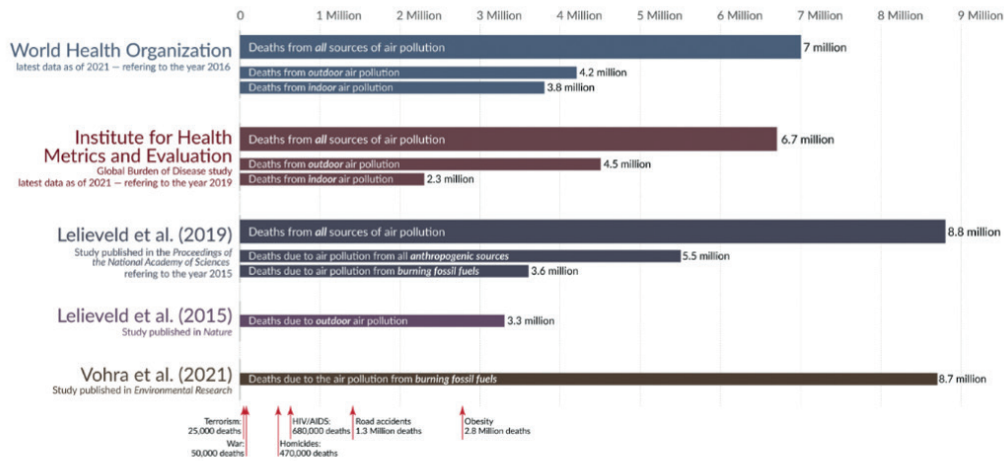 0 1 Million 2 Million 3 Million 4 Million 5 Million 6 Million 7 Million 8 Million 9 Million
World Health Organization
latest data as of 2021 — refering to the year 2016
Deaths from all sources of air pollution 7 million
Deaths from outdoor air pollution 4.2 million
Deaths from indoor air pollution 3.8 million
Institute for Health
Metrics and Evaluation
Global Burden of Disease study
latest data as of 2021 — refering to the year 2019
Deaths from all sources of air pollution 6.7 million
Deaths from outdoor air pollution 4.5 million
Deaths from indoor air pollution 2.3 million
Lelieveld et al. (2019)
Study published in the Proceedings of
the National Academy of Sciences
refering to the year 2015
Deaths from all sources of air pollution 8.8 million
Deaths due to air pollution from all anthropogenic sources 5.5 million
Deaths due to air pollution from burning fossil fuels 3.6 million
Lelieveld et al. (2015)
Study published in Nature
Deaths due to outdoor air pollution 3.3 million
Vohra et al. (2021)
Study published in Environmental Research
Deaths due to the air pollution from burning fossil fuels 8.7 million
Terrorism:
25,000 deaths
War:
50,000 deaths
HIV/AIDS:
680,000 deaths
Homicides:
470,000 deaths
Road accidents
1.3 Million deaths
Obesity
2.8 Million deaths